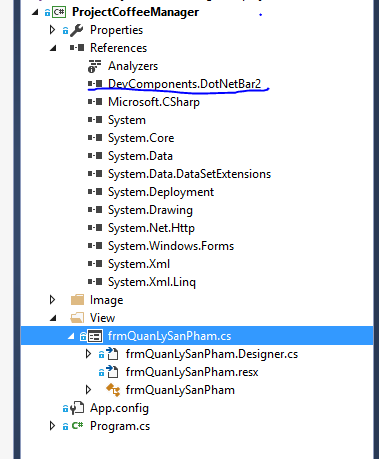 ProjectCoffeeManager
Properties
References
Analyzers
DevComponents.DotNetBar2
Microsoft.CSharp
System
System.Core
System.Data
System.Data.DataSetExtensions
System.Deployment
System.Drawing
System.Net.Http
System.Windows.Forms
System.Xml
System.Xml.Linq
Image
View
frmQuanLySanPham.cs
frmQuanLySanPham.Designer.cs
frmQuanLySanPham.resx
frmQuanLySanPham
App.config
C# Program.cs